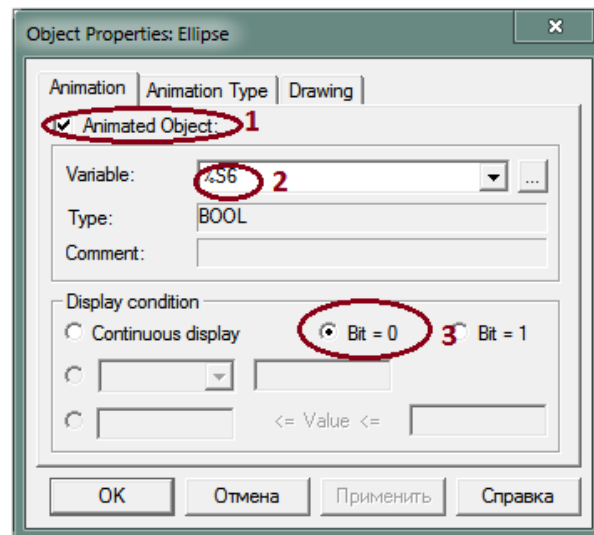 Object Properties: Ellipse
Animation Animation Type Drawing
Animated Object: 1
Variable: %S6 2 ...
Type: BOOL
Comment:
Display condition
Continuous display Bit = 0 3 Bit = 1
<= Value <=
OK Отмена Применить Справка